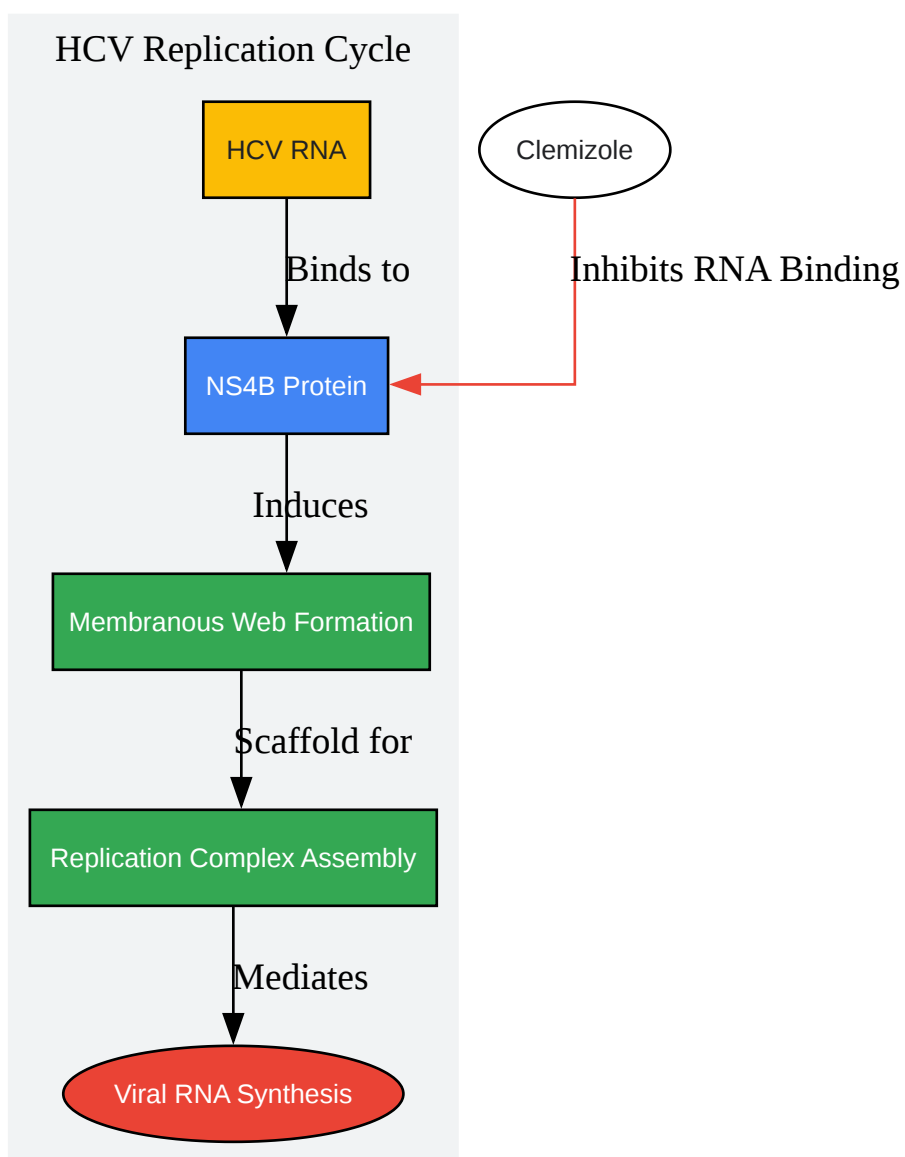 HCV Replication Cycle
HCV RNA
Clemizole
Binds to
Inhibits RNA Binding
NS4B Protein
Induces
Membranous Web Formation
Scaffold for
Replication Complex Assembly
Mediates
Viral RNA Synthesis